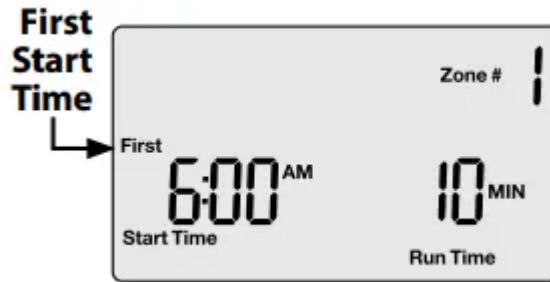 First
Start
Time
Zone # 1
First
6:00 AM 10 MIN
Start Time
Run Time